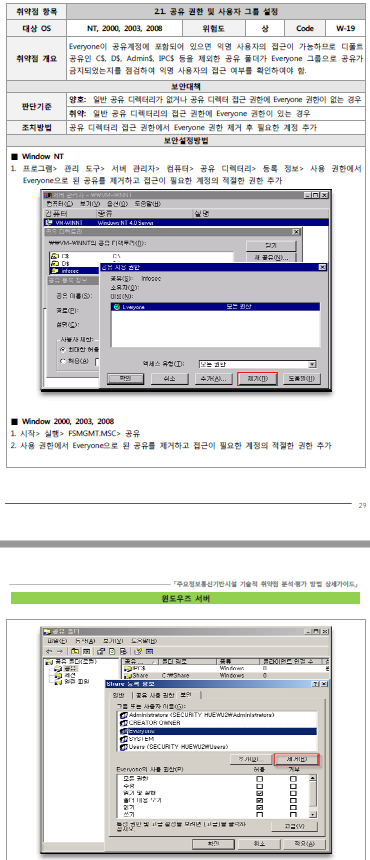 취약점 항목 2.1. 공유 권한 및 사용자 그룹 설정
대상 OS NT, 2000, 2003, 2008 위험도 상 Code W-19
취약점 개요 Everyone이 공유계정에 포함되어 있으면 익명 사용자의 접근이 가능하므로 디폴트
공유인 C$, D$, Admin$, IPC$ 등을 제외한 공유 폴더가 Everyone 그룹으로 공유가
금지되었는지를 점검하여 익명 사용자의 접근 여부를 확인하여야 함.
보안대책
판단기준 양호: 일반 공유 디렉터리가 없거나 공유 디렉터 접근 권한에 Everyone 권한이 없는 경우
취약: 일반 공유 디렉터리의 접근 권한에 Everyone 권한이 있는 경우
조치방법 공유 디렉터리 접근 권한에서 Everyone 권한 제거 후 필요한 계정 추가
보안설정방법
■ Window NT
1. 프로그램> 관리 도구> 서버 관리자> 컴퓨터> 공유 디렉터리> 등록 정보> 사용 권한에서
Everyone으로 된 공유를 제거하고 접근이 필요한 계정의 적절한 권한 추가
컴퓨터(C) 보기(V) 옵션(O) 도움말(H)
컴퓨터 종류 설명
VM-WINNT Windows NT 4.0 Server
공유 디렉토리
\\VM-WINNT의 공유 디렉토리(D):
닫기
C$ C:\
새 공유(N)...
D$
infosec
공유 사용 권한
공유 이름(S):
공유(S): infosec
소유자(O):
경로(P):
이름(N):
Everyone 모든 권한
설명(C):
사용자 제한:
최대한 허용
허용(A)
액세스 유형(T): 모든 권한
확인 취소 추가(A)... 제거(R) 도움말(H)
■ Window 2000, 2003, 2008
1. 시작> 실행> FSMGMT.MSC> 공유
2. 사용 권한에서 Everyone으로 된 공유를 제거하고 접근이 필요한 계정의 적절한 권한 추가
29
「주요정보통신기반시설 기술적 취약점 분석·평가 방법 상세가이드」
윈도우즈 서버
공유 폴더
파일(F) 동작(A) 보기(V) 도움말(H)
공유 폴더(로컬)
공유
세션
열린 파일
공유 폴더 경로 종류 클라이언트 연결 수
IPC$ Windows 0
Share C:\Share Windows 0
Share 등록 정보
일반 공유 사용 권한 보안
그룹 또는 사용자 이름(G):
Administrators (SECURITY HUEWU2\Administrators)
CREATOR OWNER
Everyone
SYSTEM
Users (SECURITY HUEWU2\Users)
추가(D)... 제거(R)
Everyone의 사용 권한(P) 허용 거부
모든 권한
수정
읽기 및 실행
폴더 내용 보기
읽기
쓰기
고급(V)
확인 취소 적용(A)